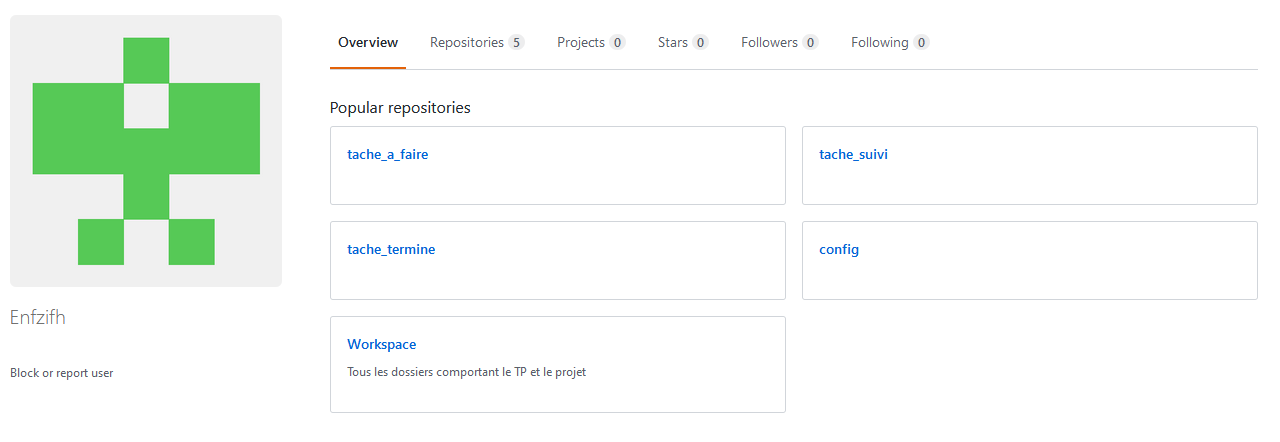 Overview Repositories 5 Projects 0 Stars 0 Followers 0 Following 0
Popular repositories
tache_a_faire
tache_suivi
tache_termine
config
Workspace
Tous les dossiers comportant le TP et le projet
Enfzifh
Block or report user